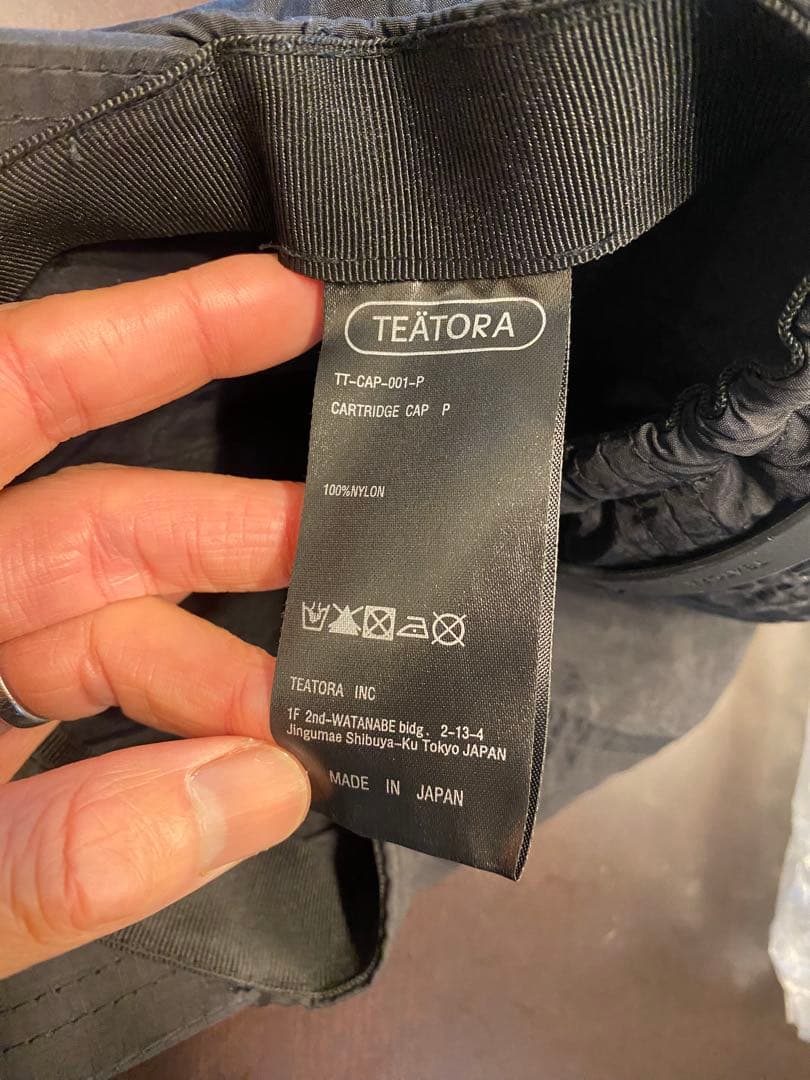 TEÄTORA
TT-CAP-001-P
CARTRIDGE CAP P
100%NYLON
TEATORA INC
1F 2nd-WATANABE bidg. 2-13-4
Jingumae Shibuya-Ku Tokyo JAPAN
MADE IN JAPAN